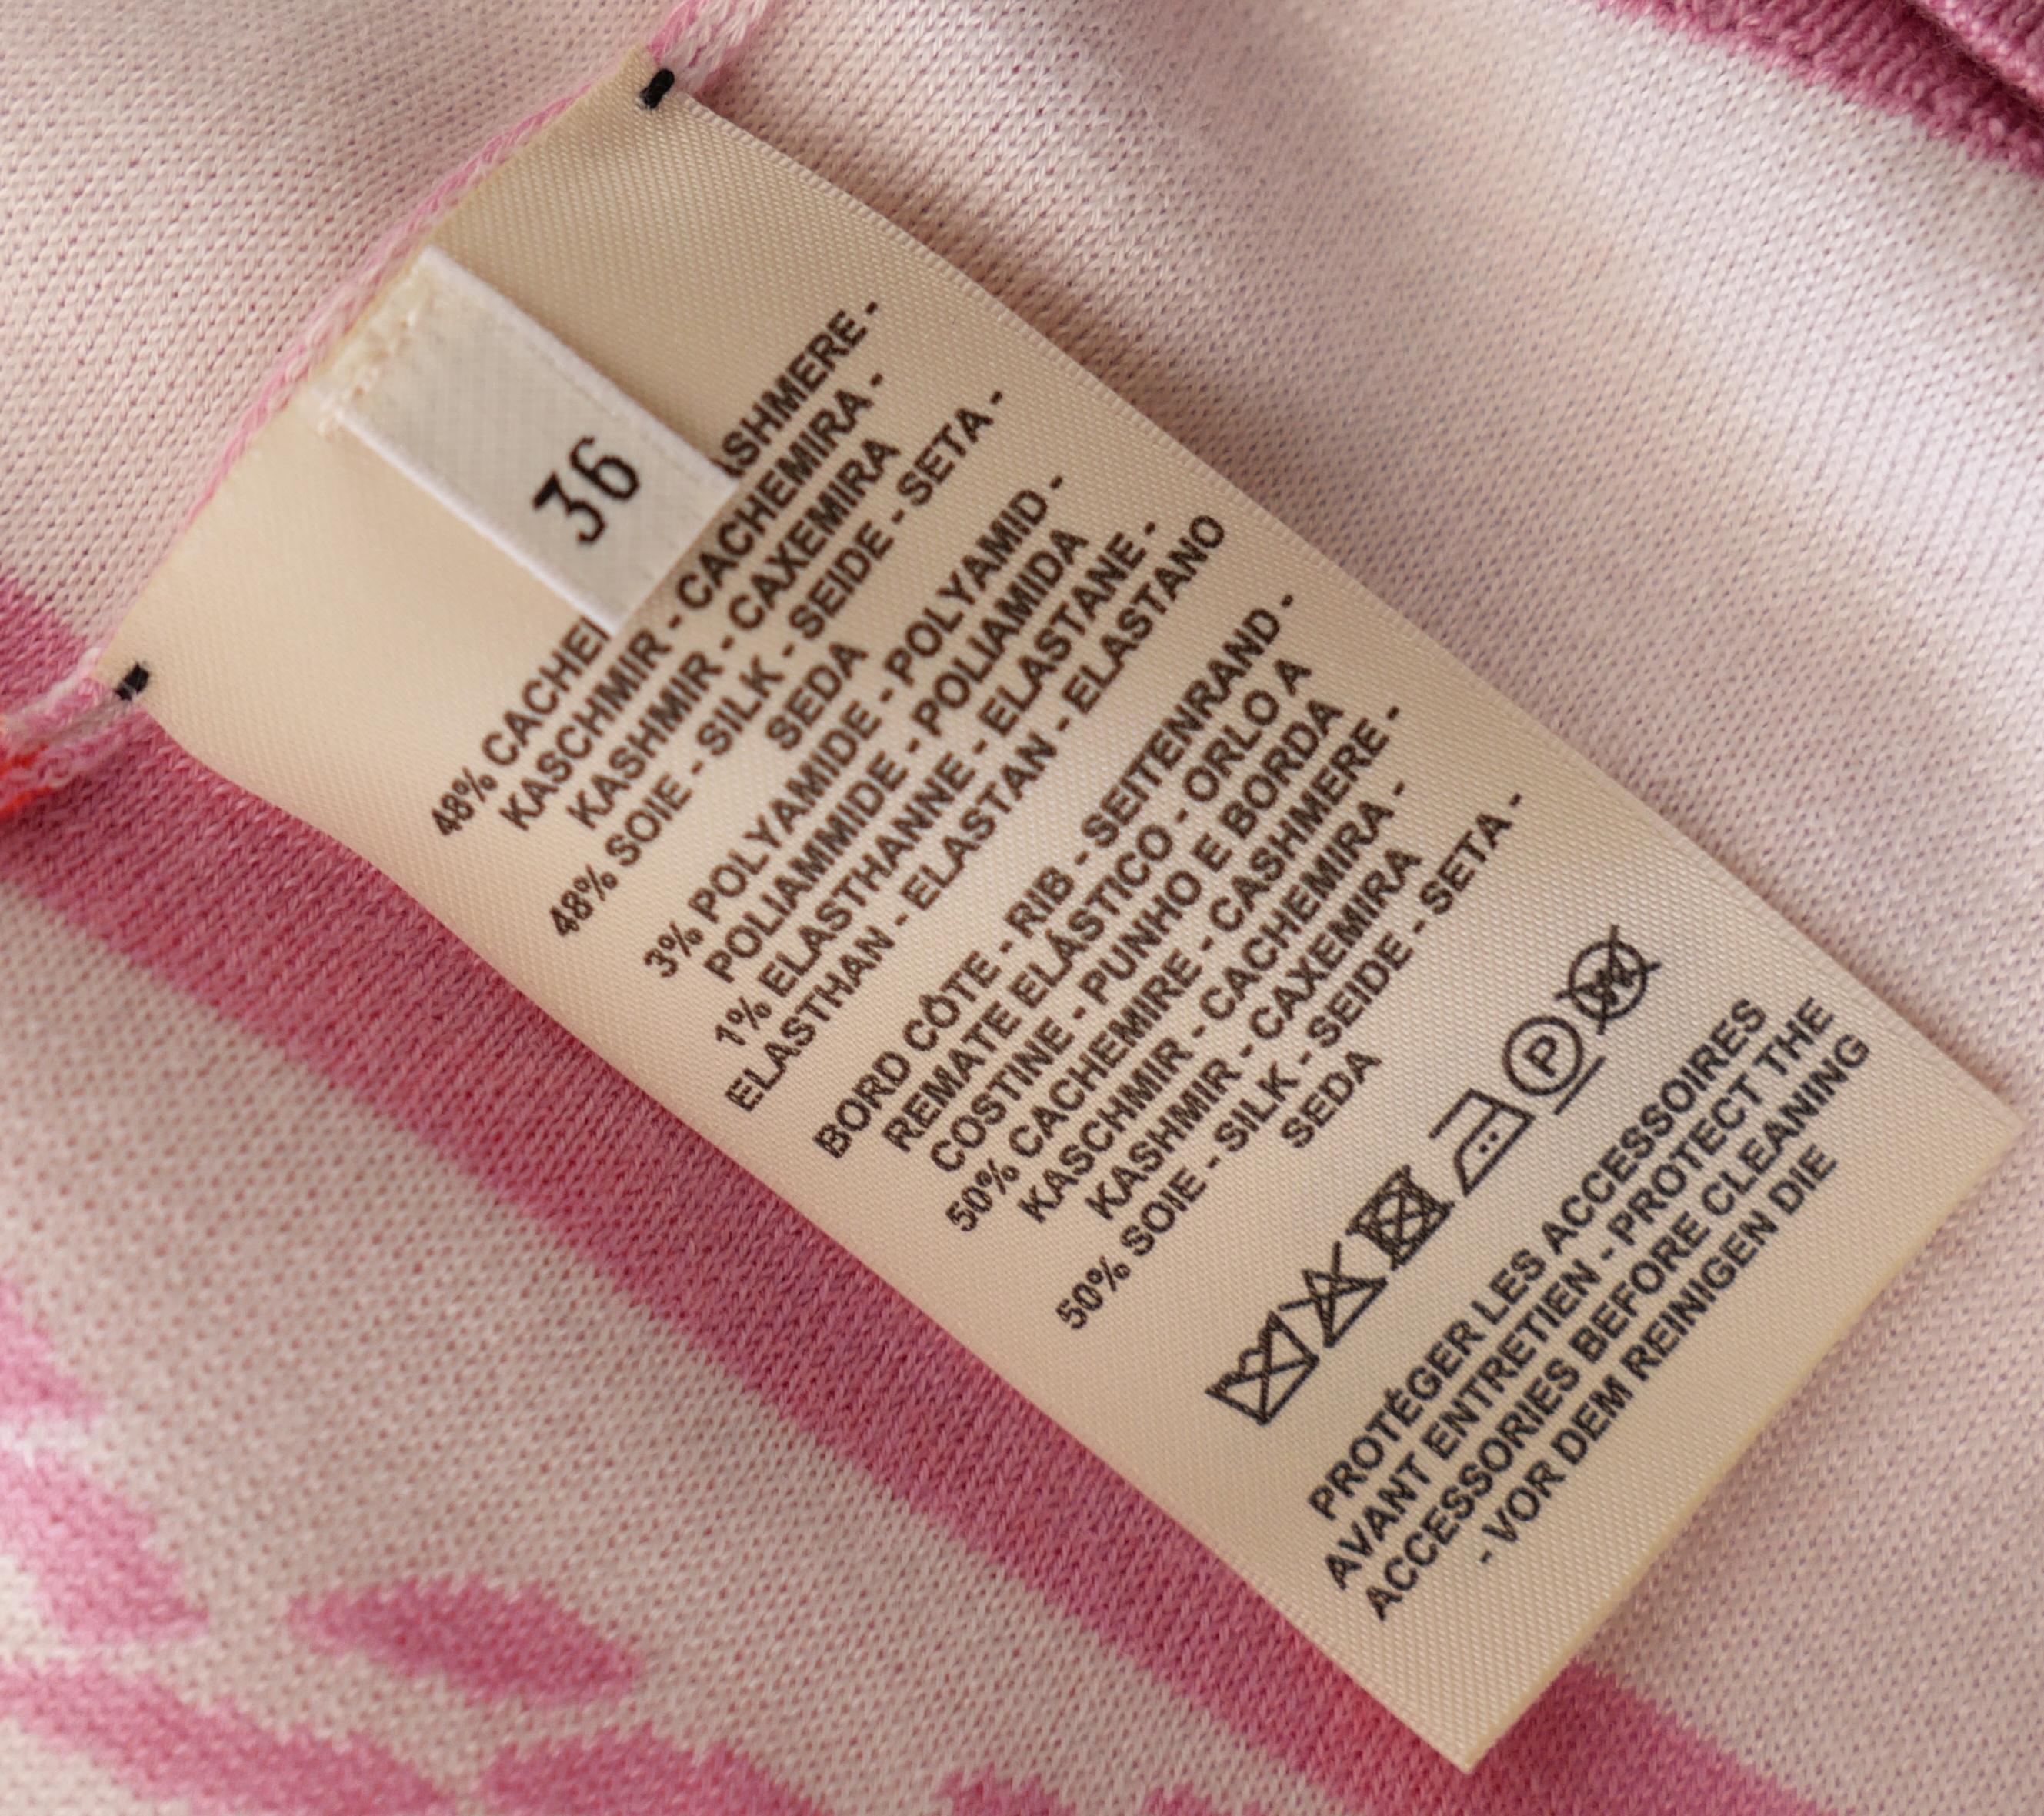 36
48% CACHE
ASHMERE -
KASCHMIR - CACHEMIRA -
KASHMIR - CAXEMIRA
48% SOIE - SILK - SEIDE - SETA -
SEDA
3% POLYAMIDE - POLYAMID -
POLIAMMIDE - POLIAMIDA
1% ELASTHANNE - ELASTANE -
ELASTHAN - ELASTAN - ELASTANO
BORD CÔTE - RIB - SEITENRAND -
REMATE ELÁSTICO - ORLO A
COSTINE - PUNHO E BORDA
50% CACHEMIRE - CASHMERE -
KASCHMIR - CACHEMIRA -
KASHMIR - CAXEMIRA
50% SOIE - SILK - SEIDE - SETA -
SEDA
P W
PROTÉGER LES ACCESSOIRES
AVANT ENTRETIEN - PROTECT THE
ACCESSORIES BEFORE CLEANING
- VOR DEM REINIGEN DIE